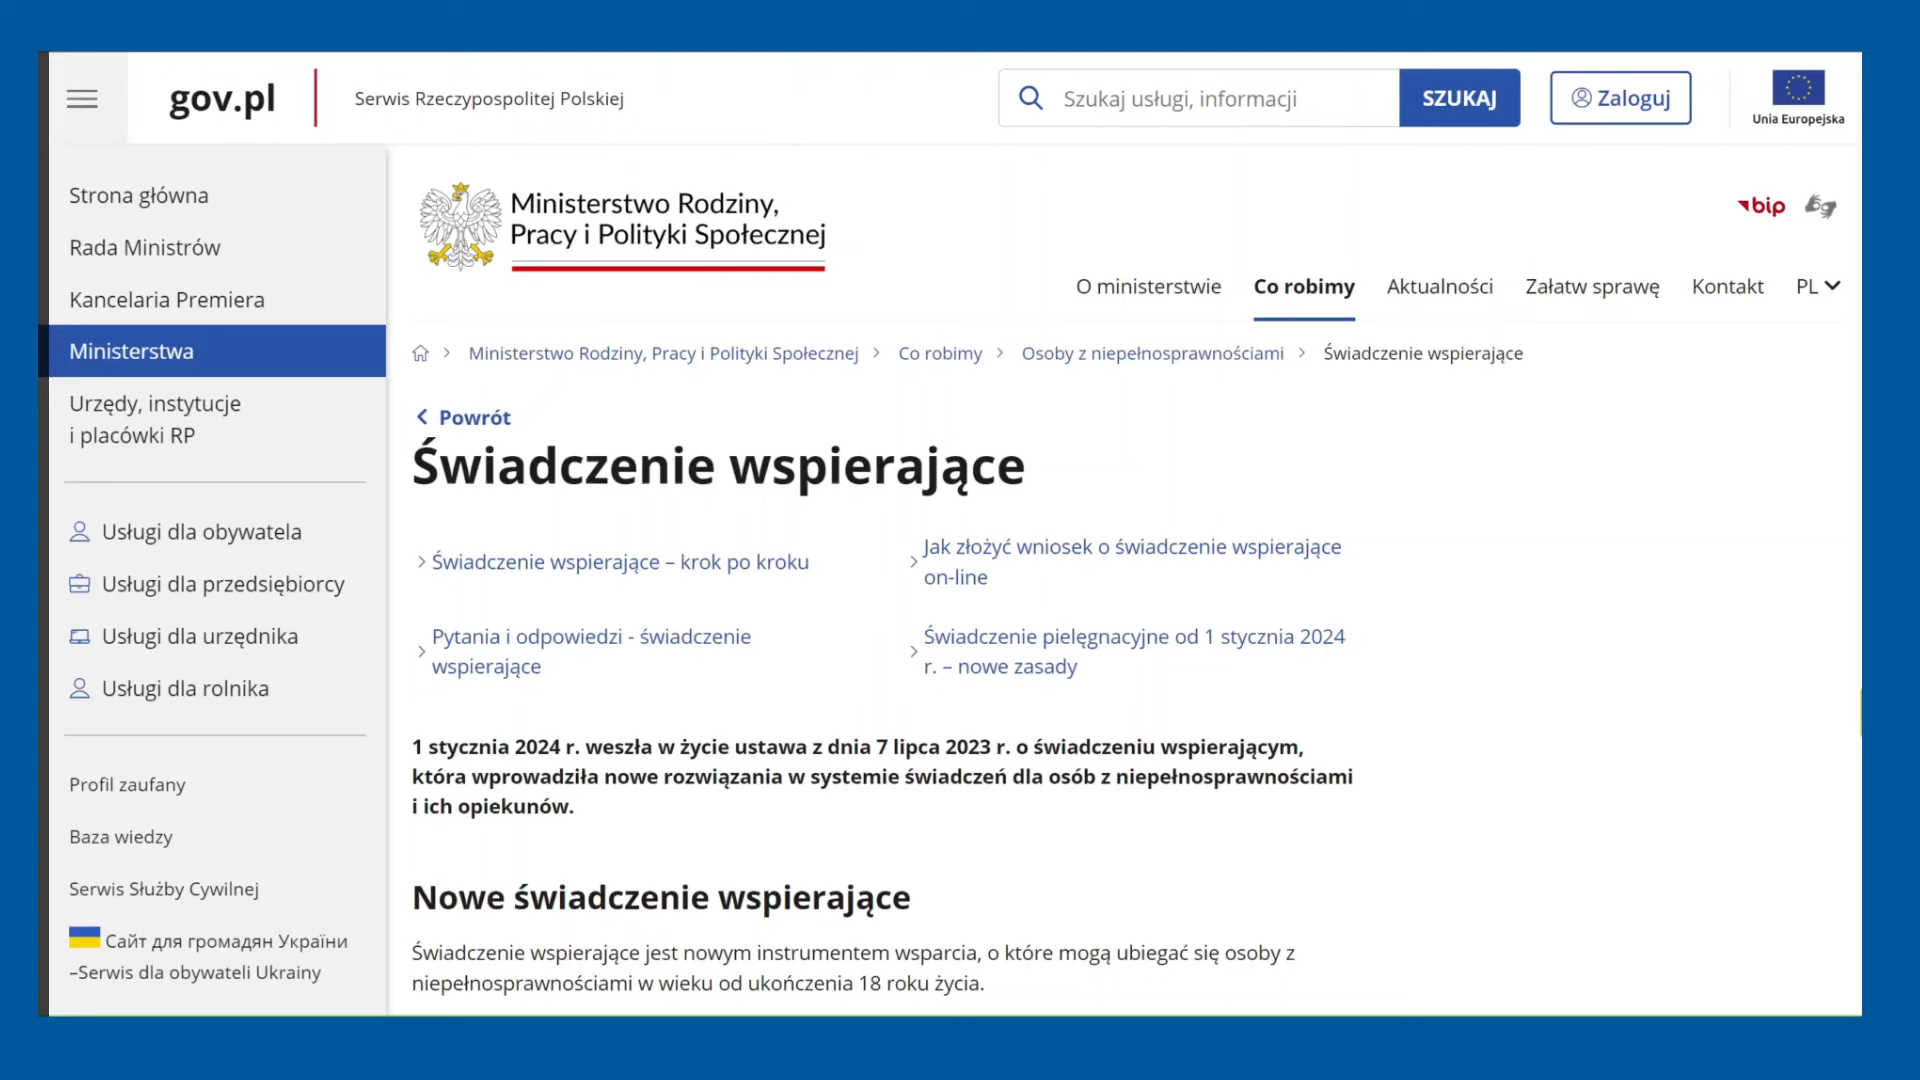 gov.pl
Serwis Rzeczypospolitej Polskiej
Szukaj usługi, informacji
SZUKAJ
Zaloguj
Unia Europejska
Strona główna
Rada Ministrów
Kancelaria Premiera
Ministerstwa
Urzędy, instytucje
i placówki RP
Usługi dla obywatela
Usługi dla przedsiębiorcy
Usługi dla urzędnika
Usługi dla rolnika
Profil zaufany
Baza wiedzy
Serwis Służby Cywilnej
Сайт для громадян України
–Serwis dla obywateli Ukrainy
Ministerstwo Rodziny,
Pracy i Polityki Społecznej
bip
O ministerstwie
Co robimy
Aktualności
Załatw sprawę
Kontakt
PL
Ministerstwo Rodziny, Pracy i Polityki Społecznej > Co robimy > Osoby z niepełnosprawnościami > Świadczenie wspierające
Powrót
Świadczenie wspierające
Świadczenie wspierające – krok po kroku
Jak złożyć wniosek o świadczenie wspierające
on-line
Pytania i odpowiedzi - świadczenie
wspierające
Świadczenie pielęgnacyjne od 1 stycznia 2024
r. – nowe zasady
1 stycznia 2024 r. weszła w życie ustawa z dnia 7 lipca 2023 r. o świadczeniu wspierającym,
która wprowadziła nowe rozwiązania w systemie świadczeń dla osób z niepełnosprawnościami
i ich opiekunów.
Nowe świadczenie wspierające
Świadczenie wspierające jest nowym instrumentem wsparcia, o które mogą ubiegać się osoby z
niepełnosprawnościami w wieku od ukończenia 18 roku życia.